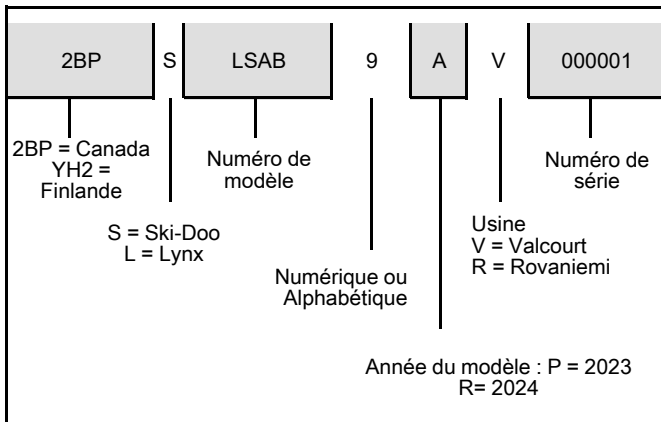 2BP S LSAB 9 A V 000001
2BP = Canada
YH2 =
Finlande
Numéro de
modèle
Numéro de
série
S = Ski-Doo
L = Lynx
Usine
V = Valcourt
R = Rovaniemi
Numérique ou
Alphabétique
Année du modèle : P = 2023
R= 2024